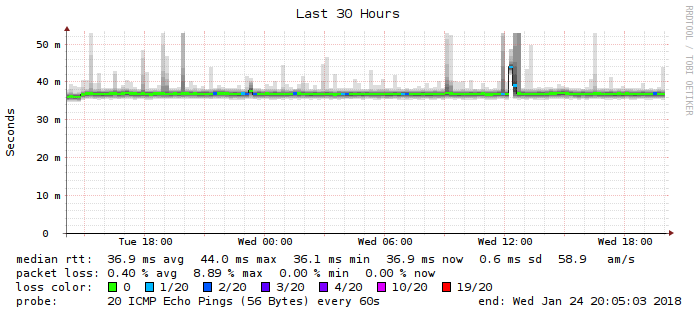 Last 30 Hours
RRDTOOL / TOBI OETIKER
Seconds
50 m
40 m
30 m
20 m
10 m
0
Tue 18:00 Wed 00:00 Wed 06:00 Wed 12:00 Wed 18:00
median rtt: 36.9 ms avg 44.0 ms max 36.1 ms min 36.9 ms now 0.6 ms sd 58.9 am/s
packet loss: 0.40 % avg 8.89 % max 0.00 % min 0.00 % now
loss color: 0 1/20 2/20 3/20 4/20 10/20 19/20
probe: 20 ICMP Echo Pings (56 Bytes) every 60s end: Wed Jan 24 20:05:03 2018